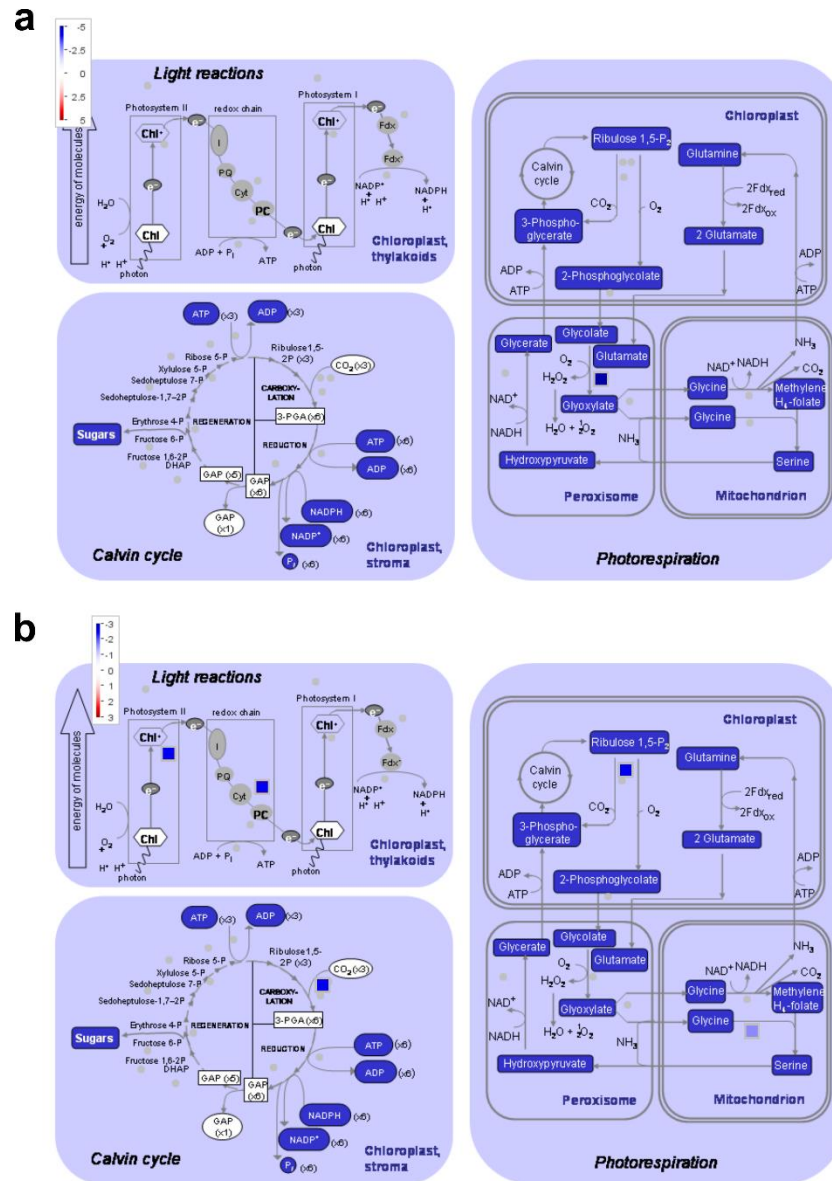 a
-5
-2.5
0
2.5
5
energy of molecules
Light reactions
Photosystem II
redox chain
Photosystem I
Chl*
e-
I
PQ
Cyt
PC
e-
Chl*
e-
Fdx
Fdx-
NADP+
+
H+ H+
NADPH
+
H+
H2O
O2
+
H+ H+
e-
Chl
photon
ADP + Pi
ATP
e-
Chl
photon
Chloroplast,
thylakoids
ATP (x3)
ADP (x3)
Ribulose 1,5-
2P (x3)
CO2 (x3)
Ribose 5-P
Xylulose 5-P
Sedoheptulose 7-P
Sedoheptulose-1,7-2P
Erythrose 4-P
Fructose 6-P
Fructose 1,6-2P
DHAP
Sugars
REGENERATION
CARBOXY-
LATION
REDUCTION
3-PGA (x6)
ATP (x6)
ADP (x6)
GAP (x5)
GAP
(x6)
GAP
(x1)
NADPH (x6)
NADP+ (x6)
Pi (x6)
Calvin cycle
Chloroplast,
stroma
Chloroplast
Ribulose 1,5-P2
Glutamine
Calvin
cycle
CO2
O2
2Fdxred
2Fdxox
3-Phospho-
glycerate
2 Glutamate
ADP
ATP
2-Phosphoglycolate
ADP
ATP
Glycerate
Glycolate
Glutamate
O2
H2O2
Glyoxylate
H2O + ½O2
NAD+
NADH
Hydroxypyruvate
Peroxisome
NH3
NH3
CO2
NAD+
NADH
Glycine
Methylene
H4-folate
Glycine
Serine
Mitochondrion
Photorespiration
b
-3
-2
-1
0
1
2
3
energy of molecules
Light reactions
Photosystem II
redox chain
Photosystem I
Chl*
e-
I
PQ
Cyt
PC
e-
Chl*
e-
Fdx
Fdx-
NADP+
+
H+ H+
NADPH
+
H+
H2O
O2
+
H+ H+
e-
Chl
photon
ADP + Pi
ATP
e-
Chl
photon
Chloroplast,
thylakoids
ATP (x3)
ADP (x3)
Ribulose 1,5-
2P (x3)
CO2 (x3)
Ribose 5-P
Xylulose 5-P
Sedoheptulose 7-P
Sedoheptulose-1,7-2P
Erythrose 4-P
Fructose 6-P
Fructose 1,6-2P
DHAP
Sugars
REGENERATION
CARBOXY-
LATION
REDUCTION
3-PGA (x6)
ATP (x6)
ADP (x6)
GAP (x5)
GAP
(x6)
GAP
(x1)
NADPH (x6)
NADP+ (x6)
Pi (x6)
Calvin cycle
Chloroplast,
stroma
Chloroplast
Ribulose 1,5-P2
Glutamine
Calvin
cycle
CO2
O2
2Fdxred
2Fdxox
3-Phospho-
glycerate
2 Glutamate
ADP
ATP
2-Phosphoglycolate
ADP
ATP
Glycerate
Glycolate
Glutamate
O2
H2O2
Glyoxylate
H2O + ½O2
NAD+
NADH
Hydroxypyruvate
Peroxisome
NH3
NH3
CO2
NAD+
NADH
Glycine
Methylene
H4-folate
Glycine
Serine
Mitochondrion
Photorespiration